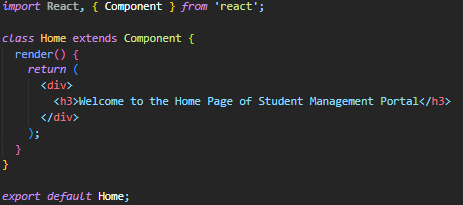 import React, { Component } from 'react';
class Home extends Component {
render() {
return (
<div>
<h3>Welcome to the Home Page of Student Management Portal</h3>
</div>
);
}
}
export default Home;